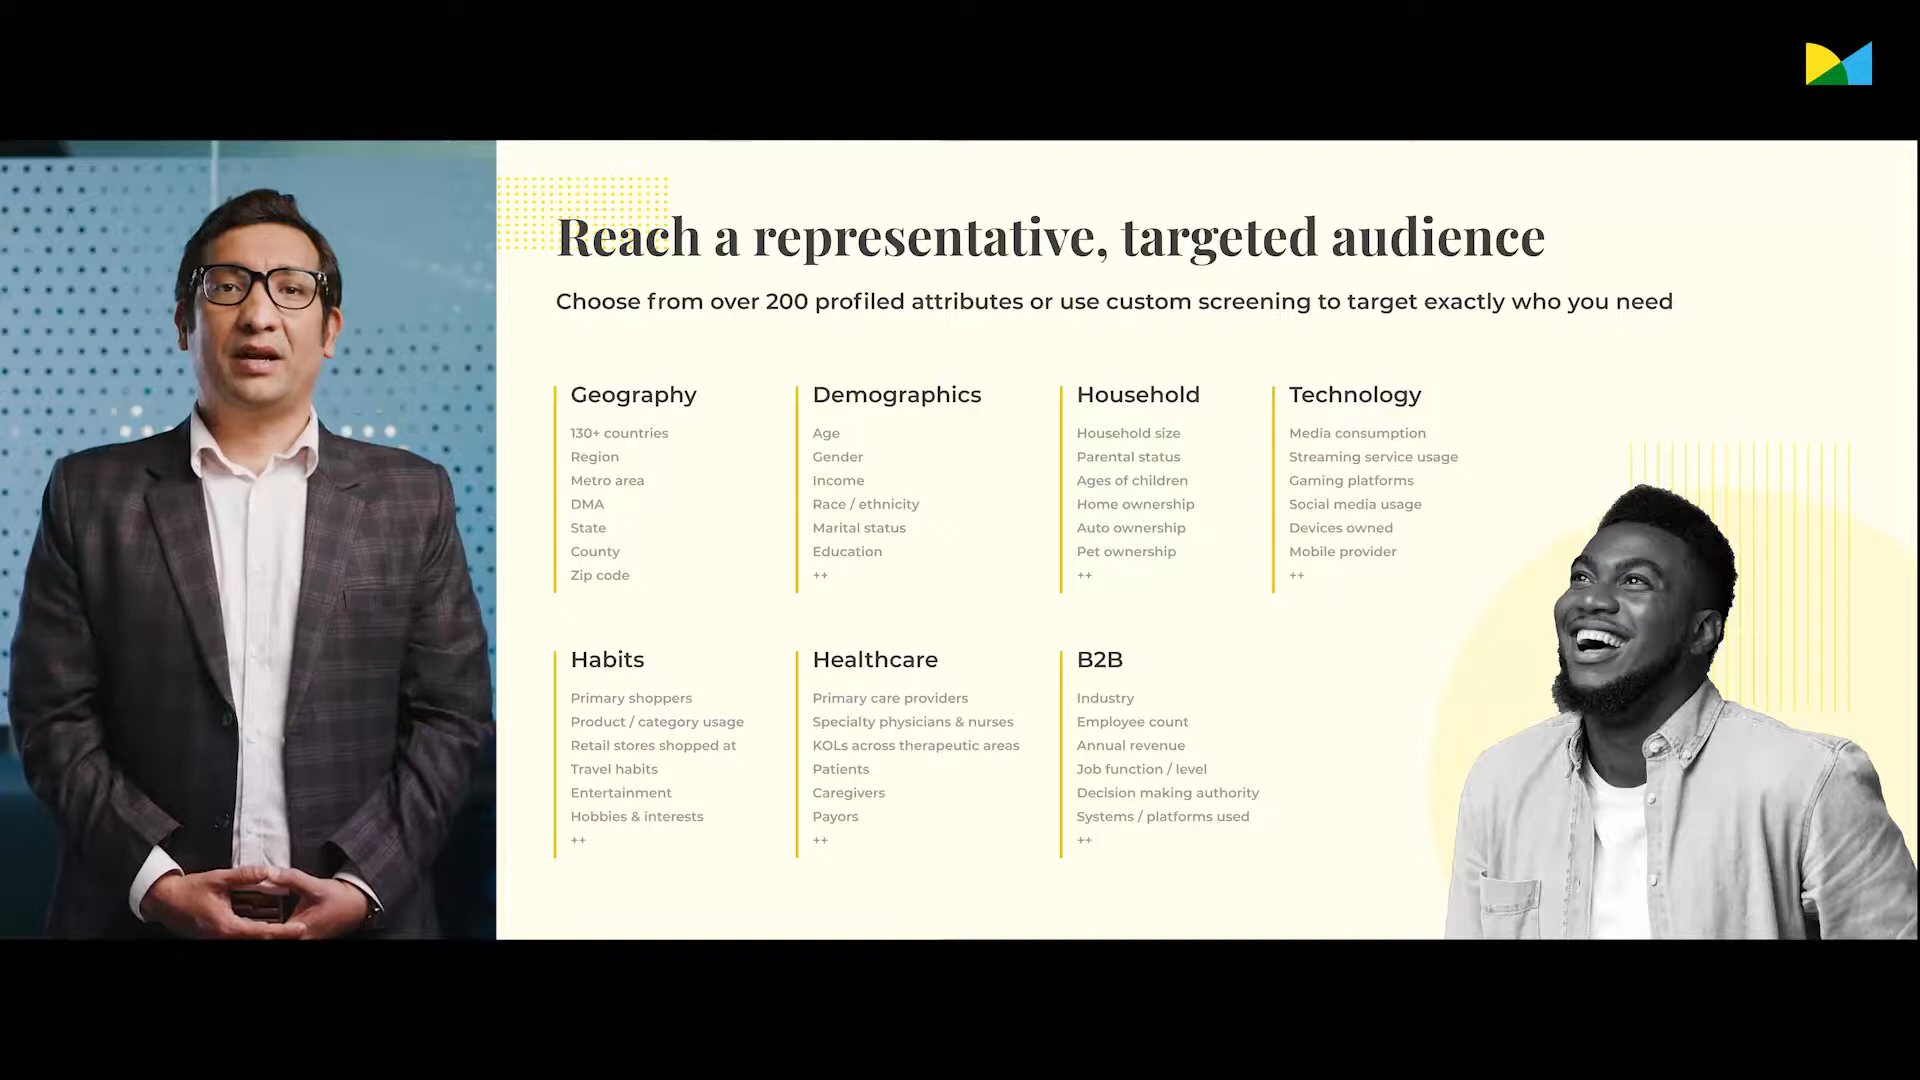 Reach a representative, targeted audience
Choose from over 200 profiled attributes or use custom screening to target exactly who you need
Geography
130+ countries
Region
Metro area
DMA
State
County
Zip code
Demographics
Age
Gender
Income
Race / ethnicity
Marital status
Education
++
Household
Household size
Parental status
Ages of children
Home ownership
Auto ownership
Pet ownership
++
Technology
Media consumption
Streaming service usage
Gaming platforms
Social media usage
Devices owned
Mobile provider
++
Habits
Primary shoppers
Product / category usage
Retail stores shopped at
Travel habits
Entertainment
Hobbies & interests
++
Healthcare
Primary care providers
Specialty physicians & nurses
KOLs across therapeutic areas
Patients
Caregivers
Payors
++
B2B
Industry
Employee count
Annual revenue
Job function / level
Decision making authority
Systems / platforms used
++